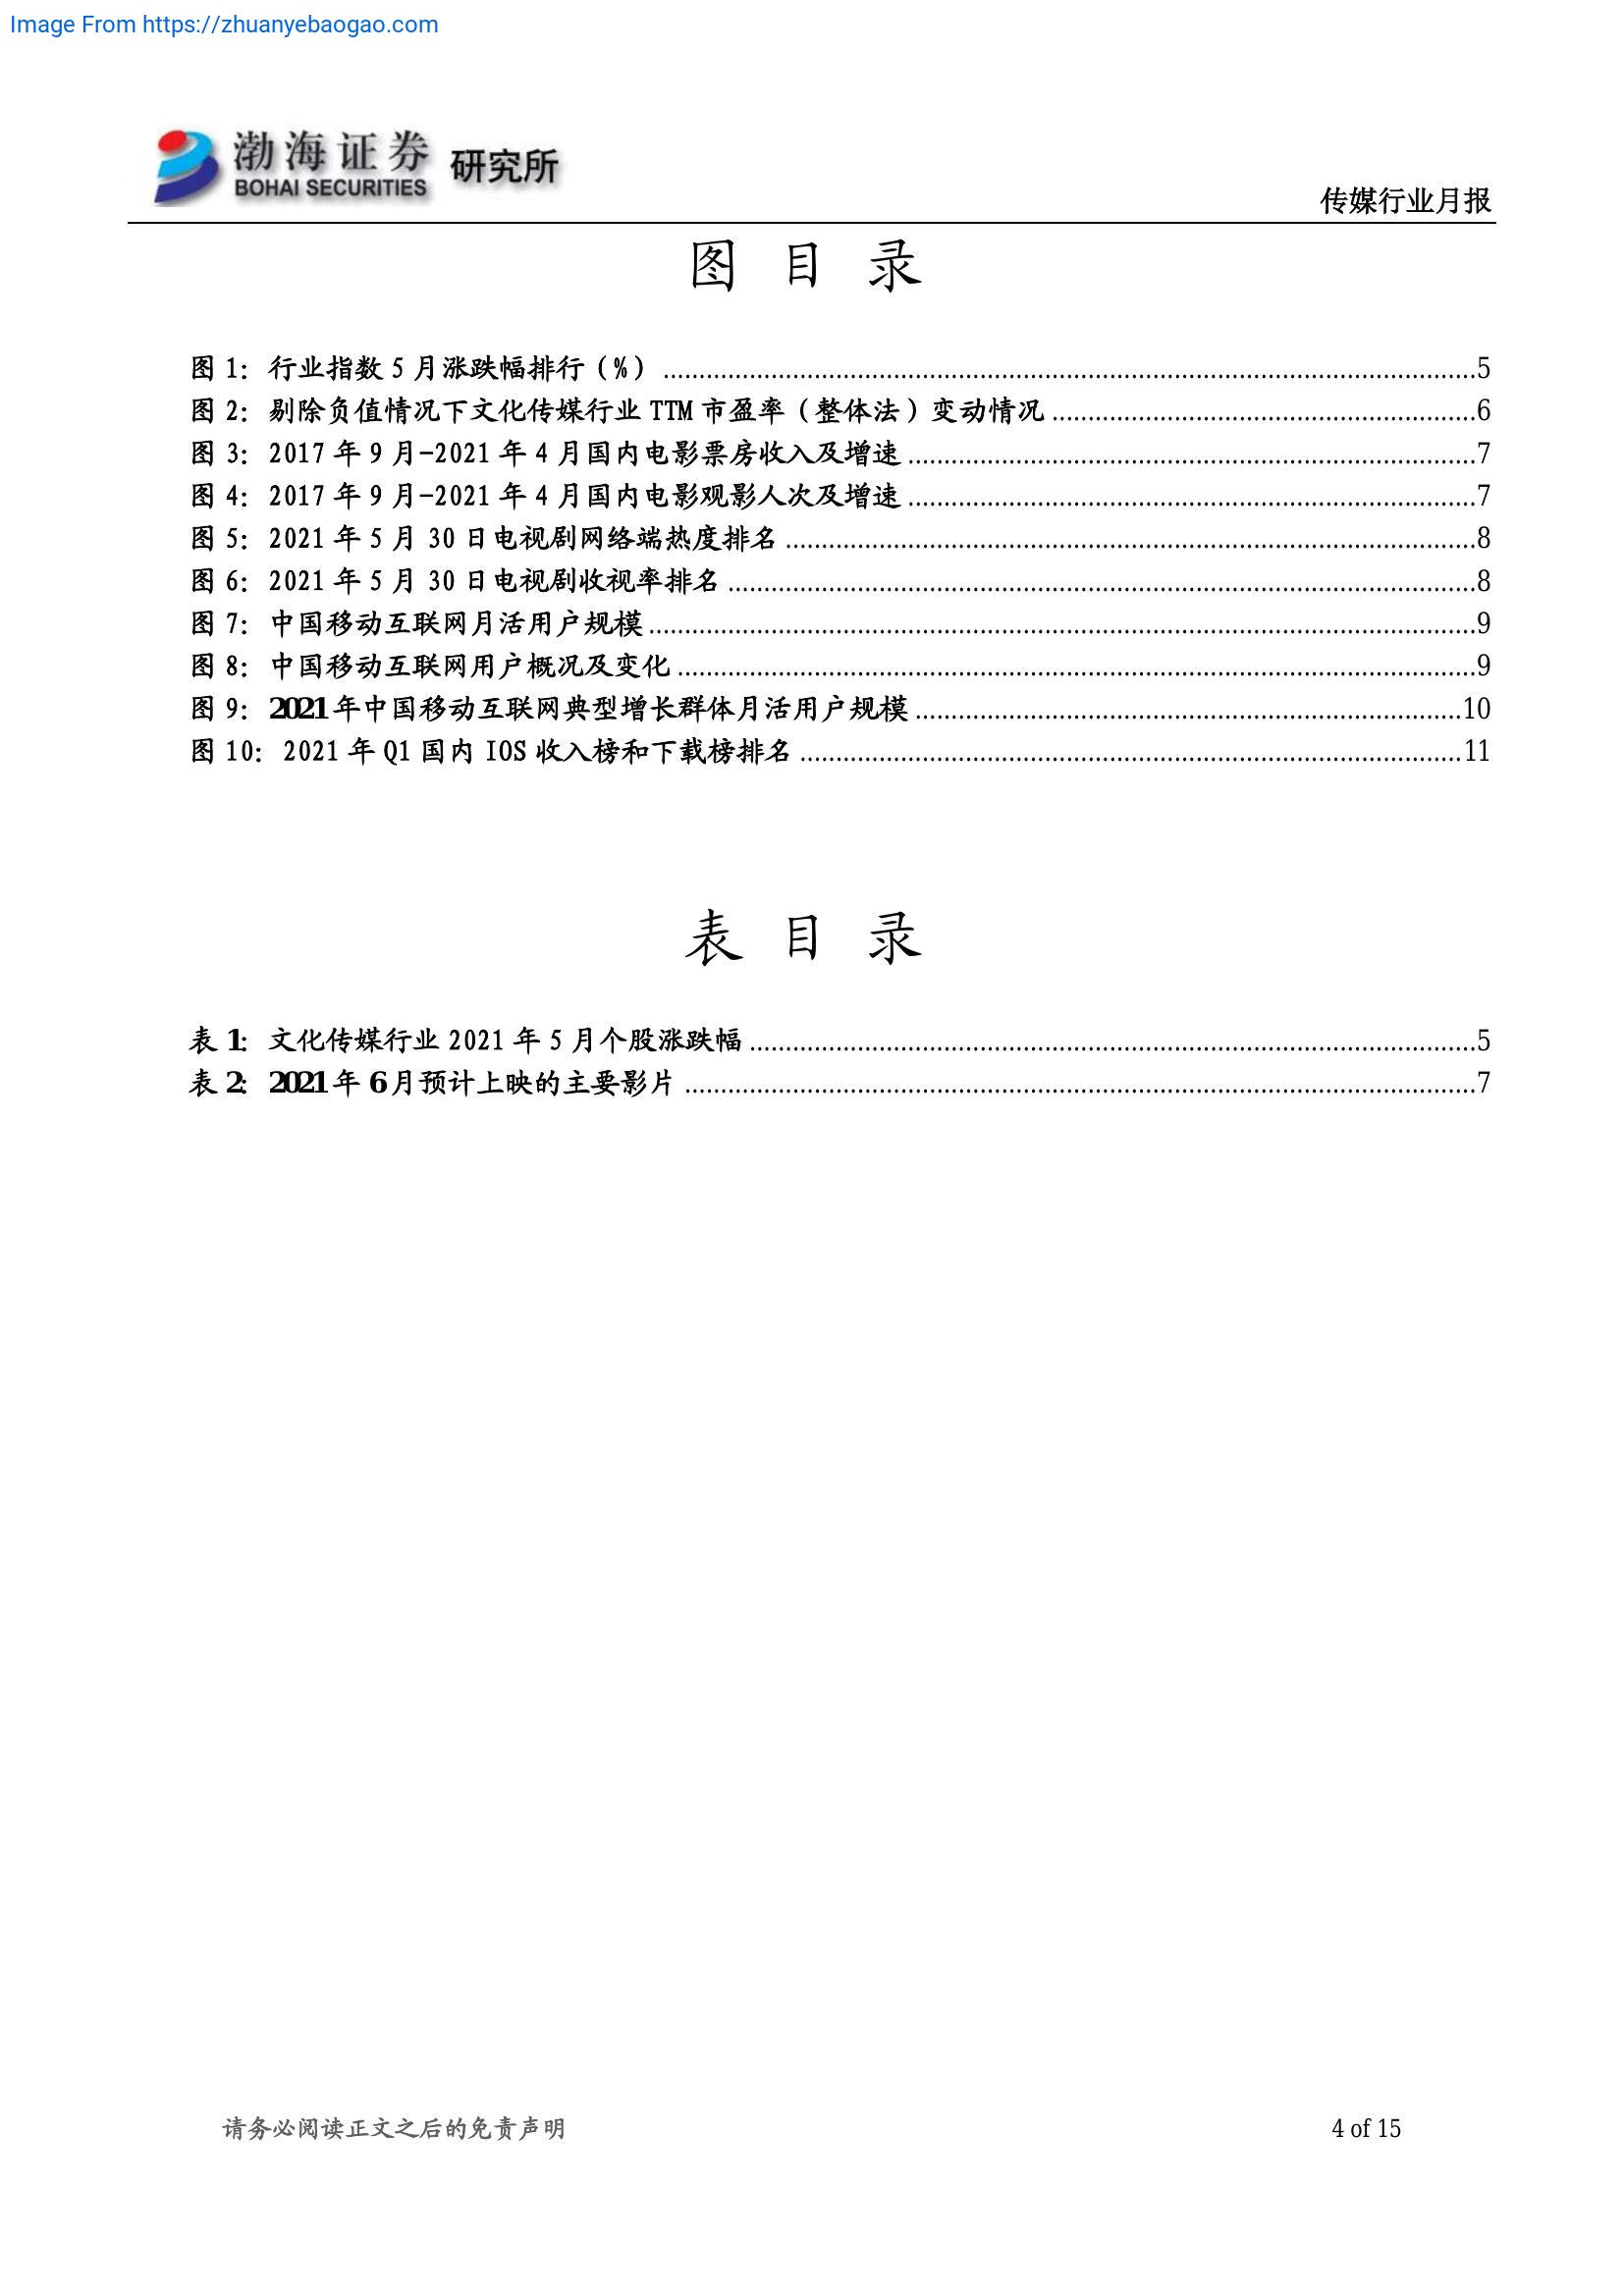 Image From https://zhuanyebaogao.com
渤海证券 研究所
BOHAI SECURITIES
传媒行业月报
图 目 录
图 1: 行业指数 5 月涨跌幅排行（%）5
图 2: 剔除负值情况下文化传媒行业 TTM 市盈率（整体法）变动情况6
图 3: 2017 年 9 月-2021 年 4 月国内电影票房收入及增速7
图 4: 2017 年 9 月-2021 年 4 月国内电影观影人次及增速7
图 5: 2021 年 5 月 30 日电视剧网络端热度排名8
图 6: 2021 年 5 月 30 日电视剧收视率排名8
图 7: 中国移动互联网月活用户规模9
图 8: 中国移动互联网用户概况及变化9
图 9: 2021年中国移动互联网典型增长群体月活用户规模10
图 10: 2021 年 Q1 国内 IOS 收入榜和下载榜排名11
表 目 录
表 1: 文化传媒行业 2021 年 5 月个股涨跌幅5
表 2: 2021年 6月预计上映的主要影片7
请务必阅读正文之后的免责声明 4 of 15